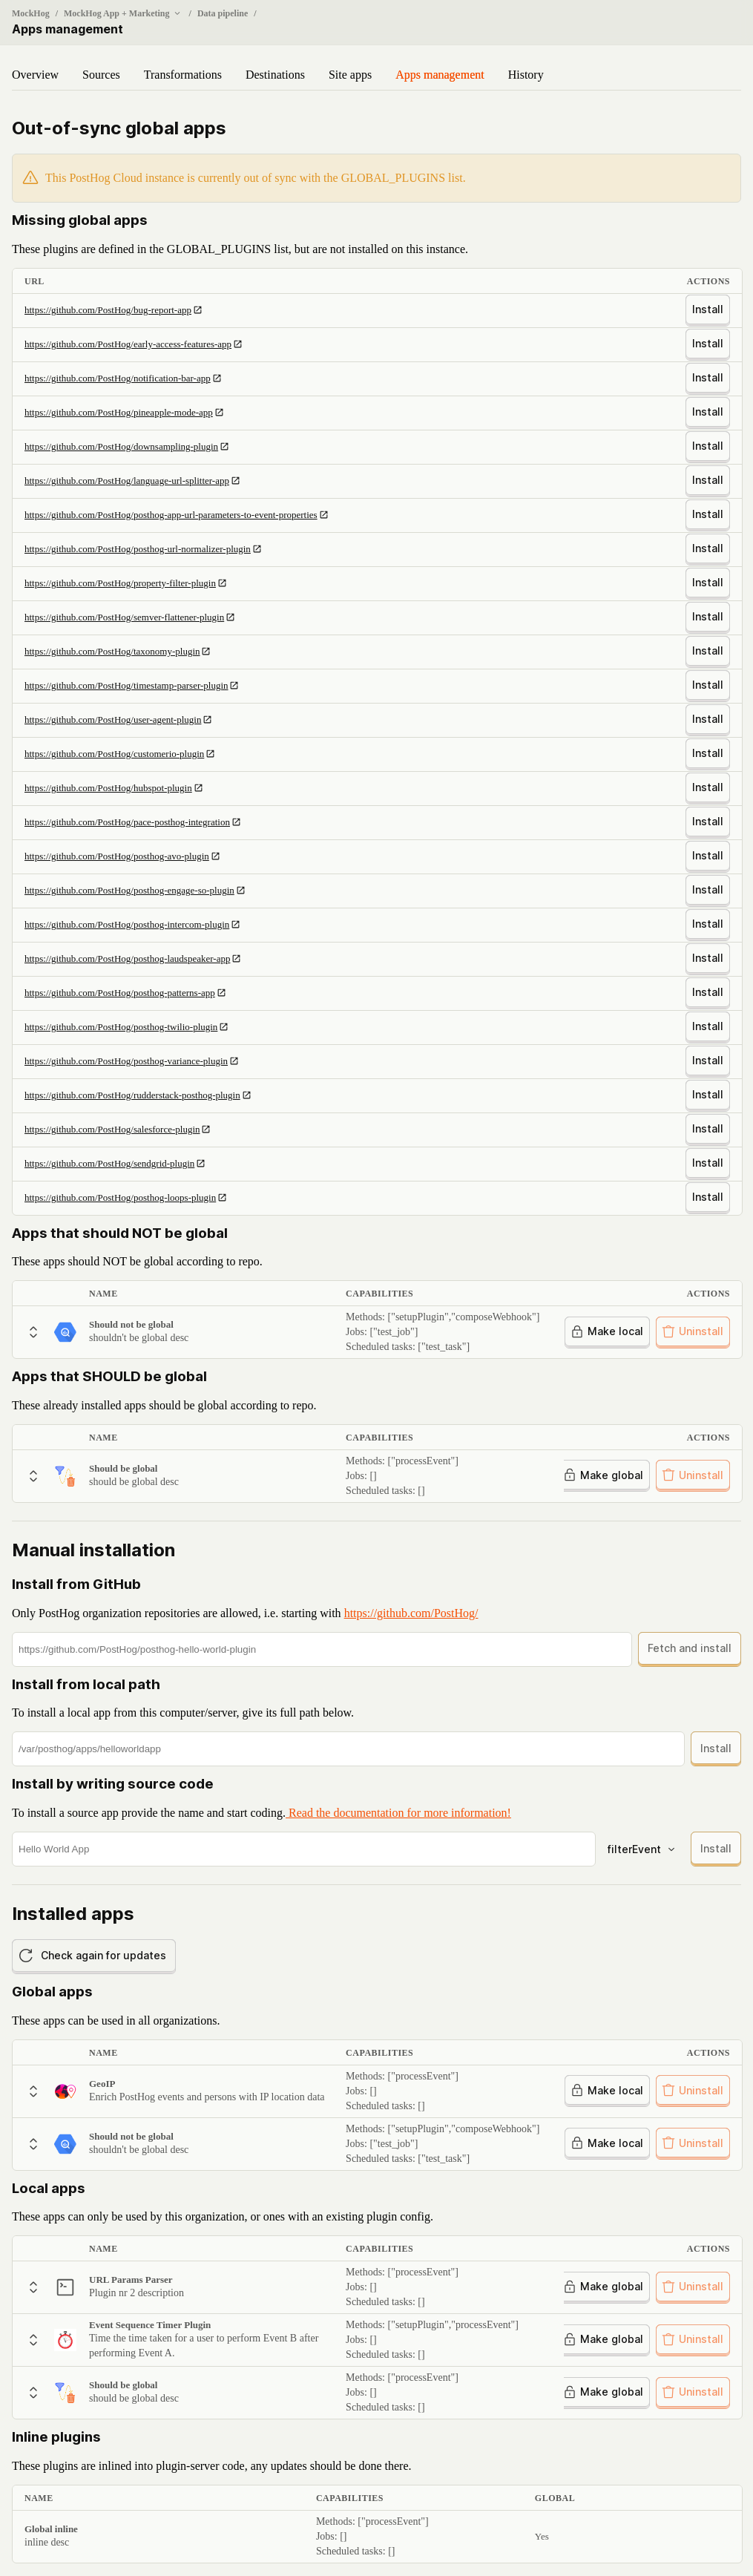 MockHog / MockHog App + Marketing / Data pipeline /
Apps management
Overview Sources Transformations Destinations Site apps Apps management History
Out-of-sync global apps
This PostHog Cloud instance is currently out of sync with the GLOBAL_PLUGINS list.
Missing global apps
These plugins are defined in the GLOBAL_PLUGINS list, but are not installed on this instance.
URL ACTIONS
https://github.com/PostHog/bug-report-app Install
https://github.com/PostHog/early-access-features-app Install
https://github.com/PostHog/notification-bar-app Install
https://github.com/PostHog/pineapple-mode-app Install
https://github.com/PostHog/downsampling-plugin Install
https://github.com/PostHog/language-url-splitter-app Install
https://github.com/PostHog/posthog-app-url-parameters-to-event-properties Install
https://github.com/PostHog/posthog-url-normalizer-plugin Install
https://github.com/PostHog/property-filter-plugin Install
https://github.com/PostHog/semver-flattener-plugin Install
https://github.com/PostHog/taxonomy-plugin Install
https://github.com/PostHog/timestamp-parser-plugin Install
https://github.com/PostHog/user-agent-plugin Install
https://github.com/PostHog/customerio-plugin Install
https://github.com/PostHog/hubspot-plugin Install
https://github.com/PostHog/pace-posthog-integration Install
https://github.com/PostHog/posthog-avo-plugin Install
https://github.com/PostHog/posthog-engage-so-plugin Install
https://github.com/PostHog/posthog-intercom-plugin Install
https://github.com/PostHog/posthog-laudspeaker-app Install
https://github.com/PostHog/posthog-patterns-app Install
https://github.com/PostHog/posthog-twilio-plugin Install
https://github.com/PostHog/posthog-variance-plugin Install
https://github.com/PostHog/rudderstack-posthog-plugin Install
https://github.com/PostHog/salesforce-plugin Install
https://github.com/PostHog/sendgrid-plugin Install
https://github.com/PostHog/posthog-loops-plugin Install
Apps that should NOT be global
These apps should NOT be global according to repo.
NAME CAPABILITIES ACTIONS
Should not be global
shouldn't be global desc
Methods: ["setupPlugin","composeWebhook"]
Jobs: ["test_job"]
Scheduled tasks: ["test_task"]
Make local Uninstall
Apps that SHOULD be global
These already installed apps should be global according to repo.
NAME CAPABILITIES ACTIONS
Should be global
should be global desc
Methods: ["processEvent"]
Jobs: []
Scheduled tasks: []
Make global Uninstall
Manual installation
Install from GitHub
Only PostHog organization repositories are allowed, i.e. starting with https://github.com/PostHog/
https://github.com/PostHog/posthog-hello-world-plugin Fetch and install
Install from local path
To install a local app from this computer/server, give its full path below.
/var/posthog/apps/helloworldapp Install
Install by writing source code
To install a source app provide the name and start coding. Read the documentation for more information!
Hello World App filterEvent Install
Installed apps
Check again for updates
Global apps
These apps can be used in all organizations.
NAME CAPABILITIES ACTIONS
GeoIP
Enrich PostHog events and persons with IP location data
Methods: ["processEvent"]
Jobs: []
Scheduled tasks: []
Make local Uninstall
Should not be global
shouldn't be global desc
Methods: ["setupPlugin","composeWebhook"]
Jobs: ["test_job"]
Scheduled tasks: ["test_task"]
Make local Uninstall
Local apps
These apps can only be used by this organization, or ones with an existing plugin config.
NAME CAPABILITIES ACTIONS
URL Params Parser
Plugin nr 2 description
Methods: ["processEvent"]
Jobs: []
Scheduled tasks: []
Make global Uninstall
Event Sequence Timer Plugin
Time the time taken for a user to perform Event B after
performing Event A.
Methods: ["setupPlugin","processEvent"]
Jobs: []
Scheduled tasks: []
Make global Uninstall
Should be global
should be global desc
Methods: ["processEvent"]
Jobs: []
Scheduled tasks: []
Make global Uninstall
Inline plugins
These plugins are inlined into plugin-server code, any updates should be done there.
NAME CAPABILITIES GLOBAL
Global inline
inline desc
Methods: ["processEvent"]
Jobs: []
Scheduled tasks: []
Yes